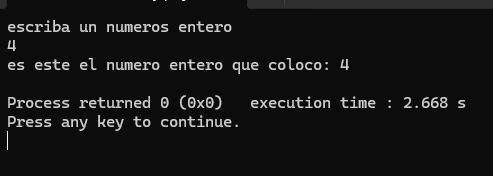 escriba un numeros entero
4
es este el numero entero que coloco: 4
Process returned 0 (0x0)   execution time : 2.668 s
Press any key to continue.